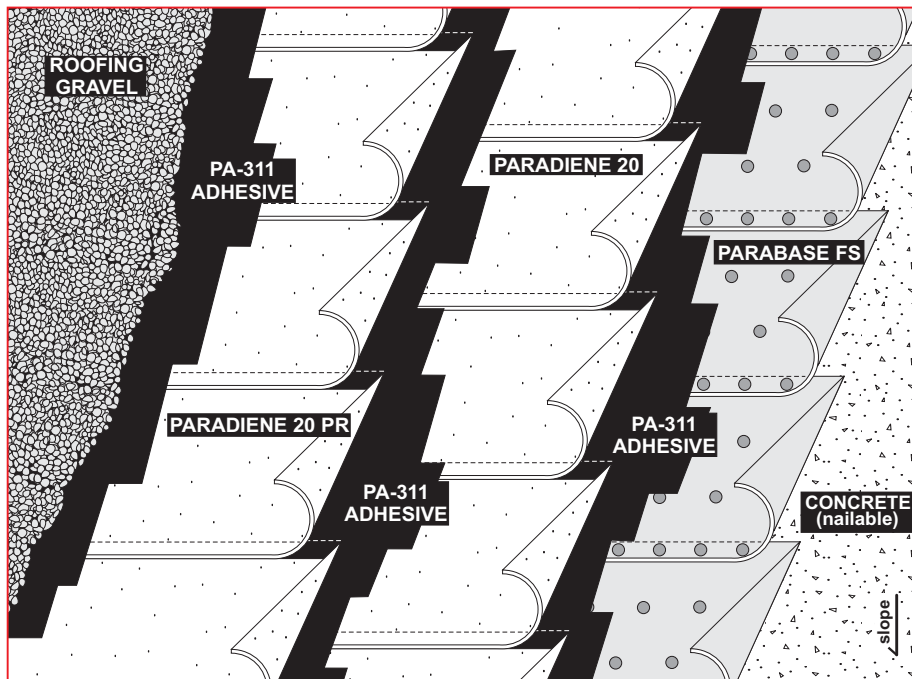 ROOFING
GRAVEL
PA-311
ADHESIVE
PARADIENE 20
PARABASE FS
PARADIENE 20 PR
PA-311
ADHESIVE
PA-311
ADHESIVE
CONCRETE
(nailable)
slope